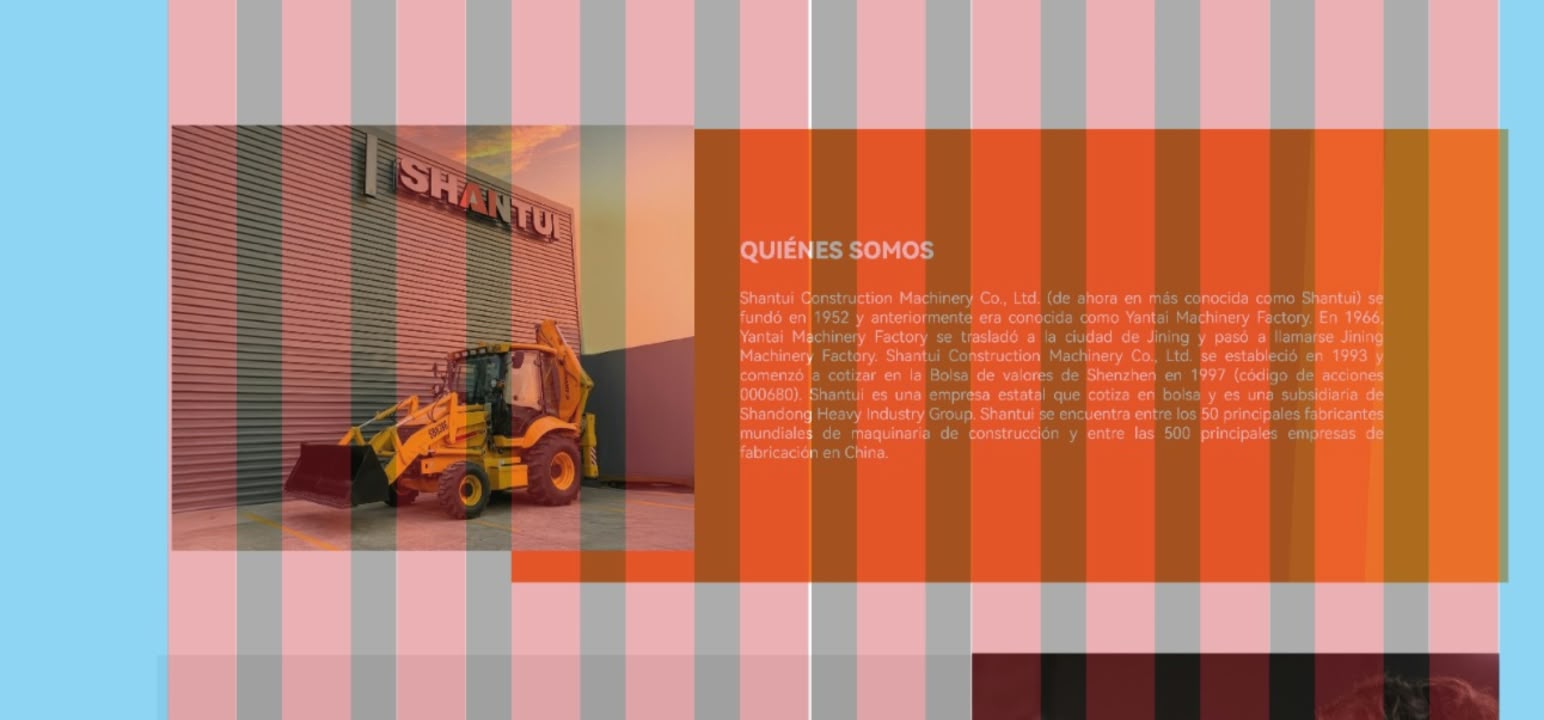 SHANTUI
QUIÉNES SOMOS
Shantui Construction Machinery Co., Ltd. (de ahora en más conocida como Shantui) se
fundó en 1952 y anteriormente era conocida como Yantai Machinery Factory. En 1966,
Yantai Machinery Factory se trasladó a la ciudad de Jining y pasó a llamarse Jining
Machinery Factory. Shantui Construction Machinery Co., Ltd. se estableció en 1993 y
comenzó a cotizar en la Bolsa de valores de Shenzhen en 1997 (código de acciones
000680). Shantui es una empresa estatal que cotiza en bolsa y es una subsidiaria de
Shandong Heavy Industry Group. Shantui se encuentra entre los 50 principales fabricantes
mundiales de maquinaria de construcción y entre las 500 principales empresas de
fabricación en China.